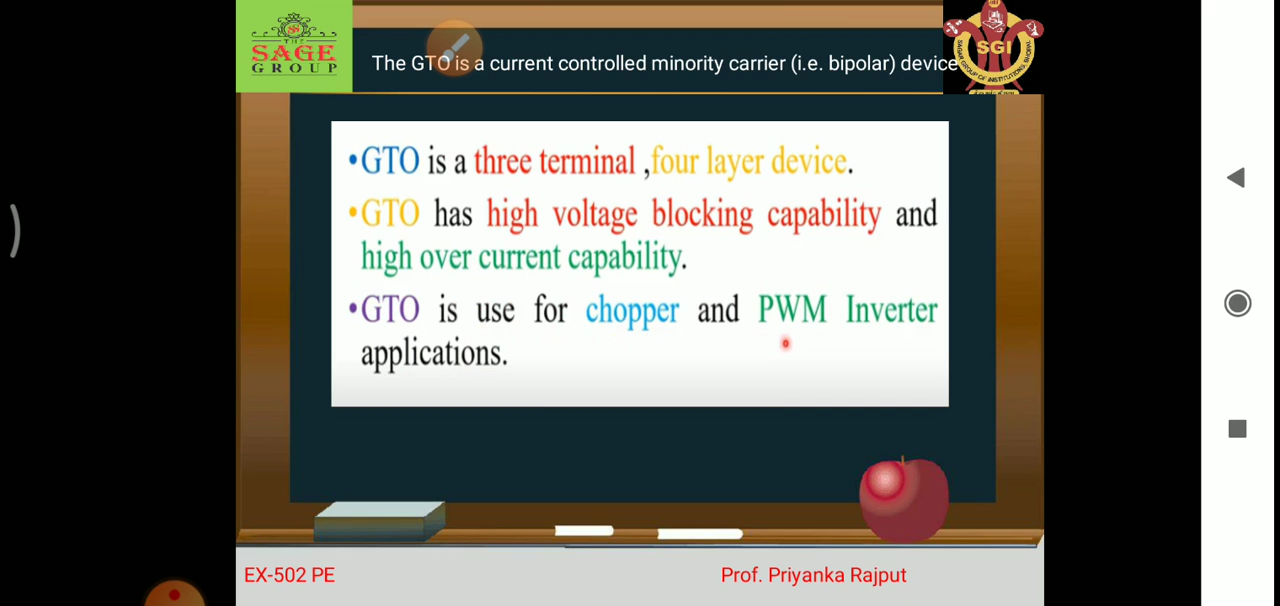 THE
SAGE
GROUP
The GTO is a current controlled minority carrier (i.e. bipolar) device
SGI
•GTO is a three terminal ,four layer device.
•GTO has high voltage blocking capability and
high over current capability.
•GTO is use for chopper and PWM Inverter
applications.
EX-502 PE
Prof. Priyanka Rajput